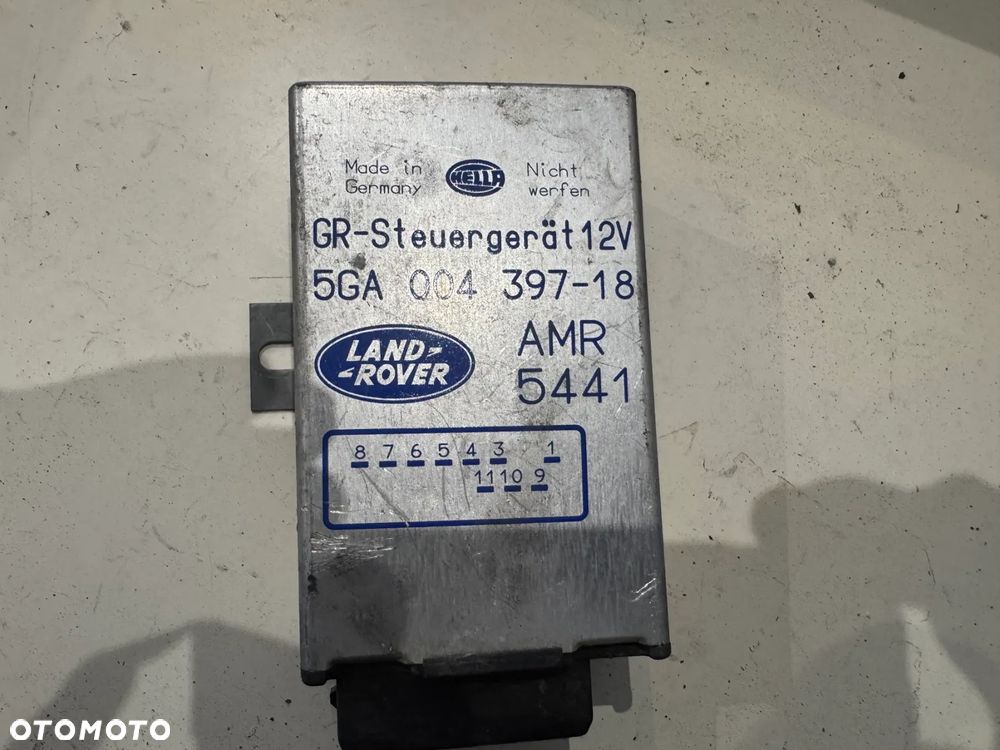 Made in
Germany
HELLA
Nicht
werfen
GR-Steuergerät 12V
5GA 004 397-18
LAND-
-ROVER
AMR
5441
8 7 6 5 4 3 1
11 10 9
OTOMOTO